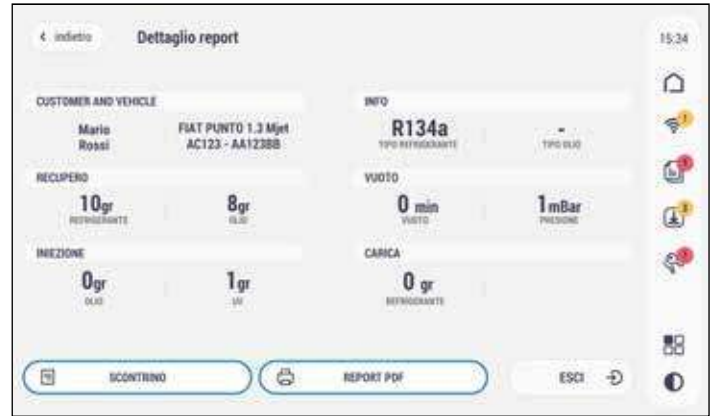 indietro
Dettaglio report
15:34
CUSTOMER AND VEHICLE
Mario
Rossi
FIAT PUNTO 1.3 Mjet
AC123 - AA123BB
INFO
R134a
TIPO REFRIGERANTE
-
TIPO OLIO
RECUPERO
10gr
REFRIGERANTE
8gr
OLIO
VUOTO
0 min
VUOTO
1mBar
PRESSIONE
INIEZIONE
0gr
OLIO
1gr
UV
CARICA
0 gr
REFRIGERANTE
SCONTRINO
REPORT PDF
ESCI